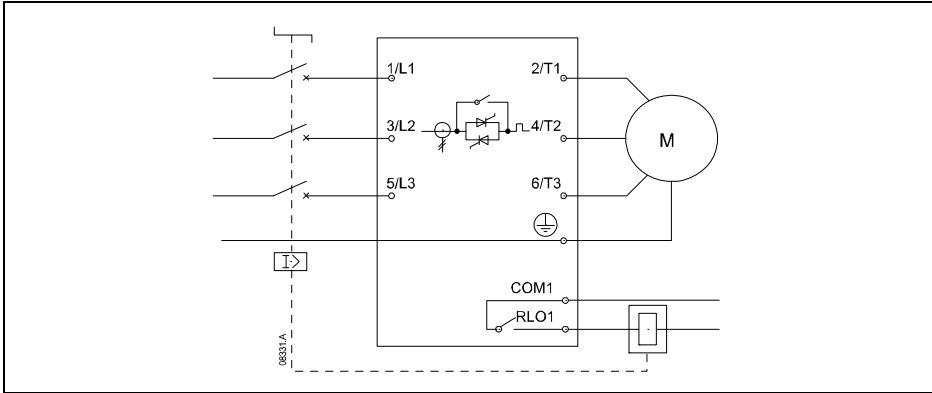 1/L1
2/T1
3/L2
4/T2
M
5/L3
6/T3
I>
COM1
RLO1
08331.A